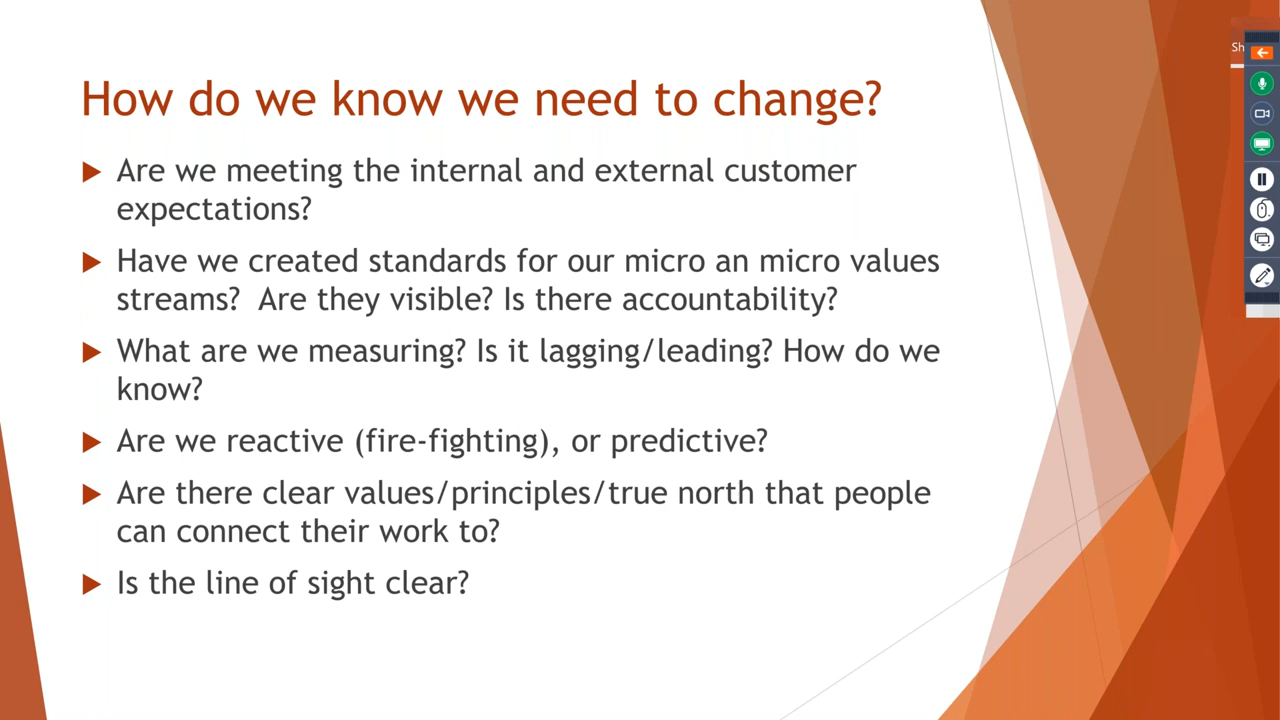 How do we know we need to change?
Are we meeting the internal and external customer
expectations?
Have we created standards for our micro an micro values
streams?  Are they visible? Is there accountability?
What are we measuring? Is it lagging/leading? How do we
know?
Are we reactive (fire-fighting), or predictive?
Are there clear values/principles/true north that people
can connect their work to?
Is the line of sight clear?
Sh